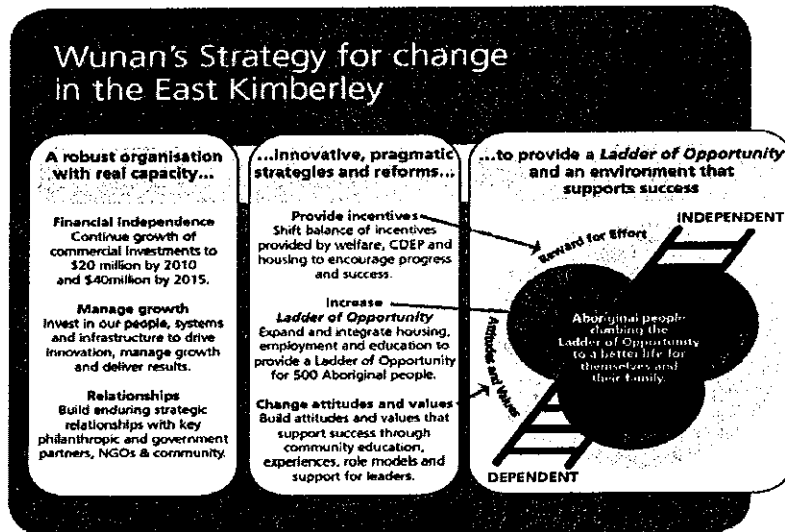 Wunan's Strategy for change
in the East Kimberley
A robust organisation
with real capacity...
Financial Independence
Continue growth of
commercial investments to
$20 million by 2010
and $40million by 2015.
Manage growth
Invest in our people, systems
and infrastructure to drive
innovation, manage growth
and deliver results.
Relationships
Build enduring strategic
relationships with key
philanthropic and government
partners, NGOs & community.
...innovative, pragmatic
strategies and reforms...
Provide incentives
Shift balance of incentives
provided by welfare, CDEP and
housing to encourage progress
and success.
Increase
Ladder of Opportunity
Expand and integrate housing,
employment and education to
provide a Ladder of Opportunity
for 500 Aboriginal people.
Change attitudes and values
Build attitudes and values that
support success through
community education,
experiences, role models and
support for leaders.
...to provide a Ladder of Opportunity
and an environment that
supports success
INDEPENDENT
Reward for Effort
Aboriginal people
climbing the
Ladder of Opportunity
to a better life for
themselves and
their family.
Attitudes and
DEPENDENT